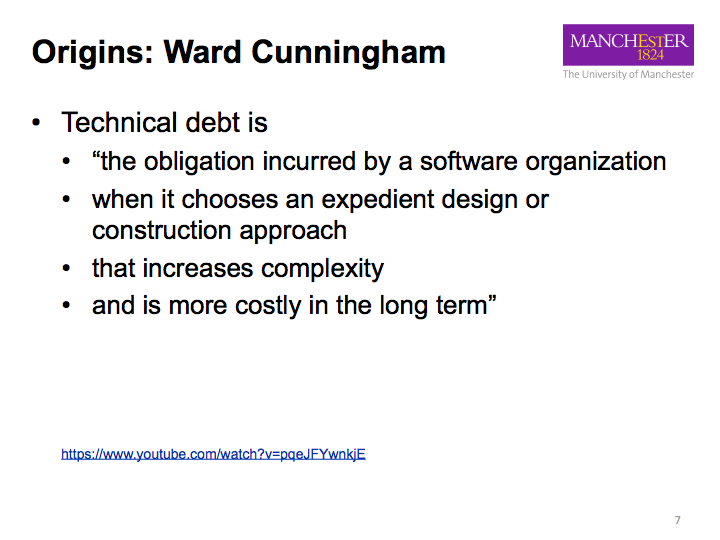 Origins: Ward Cunningham
MANCHESTER
1824
The University of Manchester
• Technical debt is
• “the obligation incurred by a software organization
• when it chooses an expedient design or
construction approach
• that increases complexity
• and is more costly in the long term”
https://www.youtube.com/watch?v=pqeJFYwnkjE
7